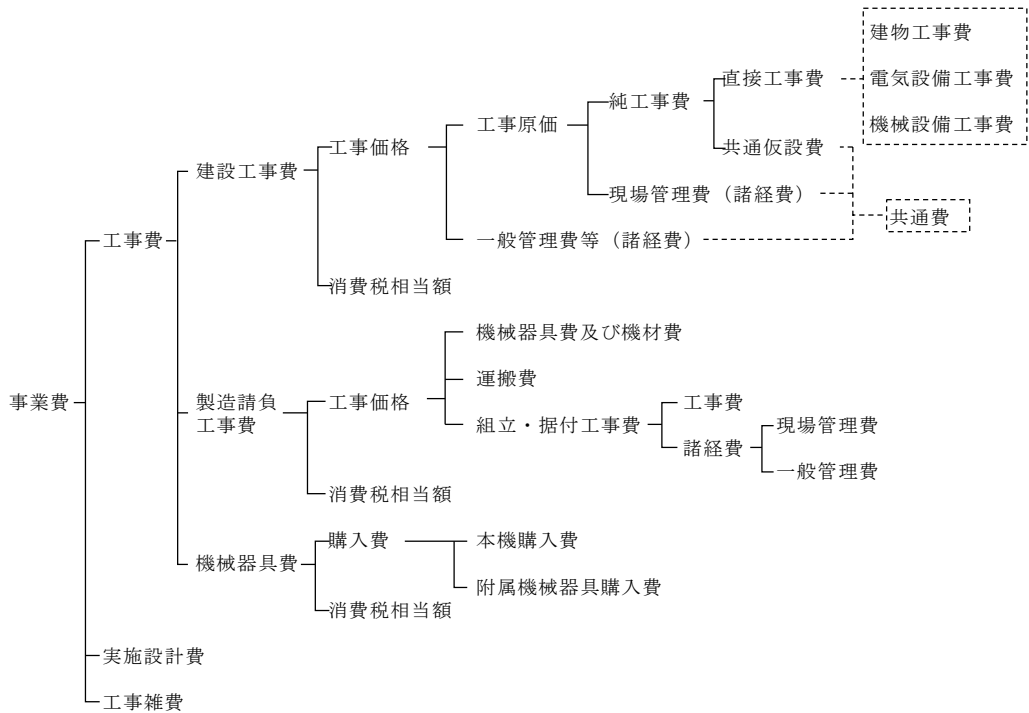 事業費
工事費
建設工事費
工事価格
工事原価
純工事費
直接工事費
建物工事費
電気設備工事費
機械設備工事費
共通仮設費
現場管理費（諸経費）
共通費
一般管理費等（諸経費）
消費税相当額
製造請負
工事費
工事価格
機械器具費及び機材費
運搬費
組立・据付工事費
工事費
諸経費
現場管理費
一般管理費
消費税相当額
機械器具費
購入費
本機購入費
附属機械器具購入費
消費税相当額
実施設計費
工事雑費